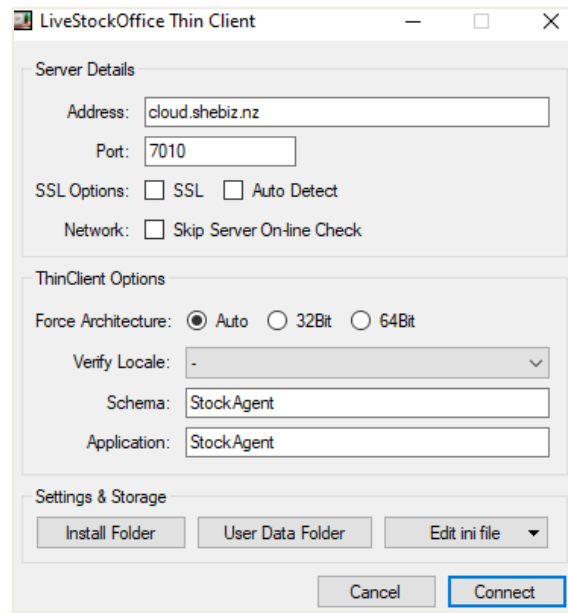 LiveStockOffice Thin Client
Server Details
Address: cloud.shebiz.nz
Port: 7010
SSL Options: SSL Auto Detect
Network: Skip Server On-line Check
ThinClient Options
Force Architecture: Auto 32Bit 64Bit
Verify Locale: -
Schema: StockAgent
Application: StockAgent
Settings & Storage
Install Folder User Data Folder Edit ini file
Cancel Connect